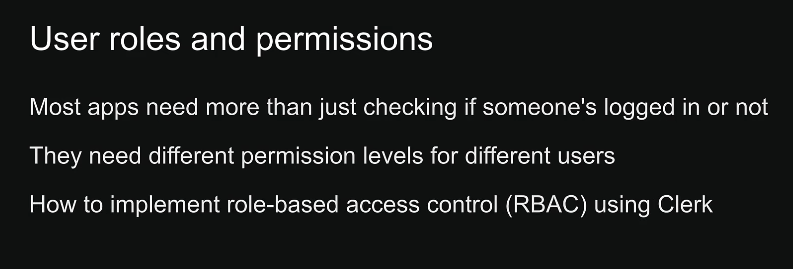 User roles and permissions
Most apps need more than just checking if someone's logged in or not
They need different permission levels for different users
How to implement role-based access control (RBAC) using Clerk